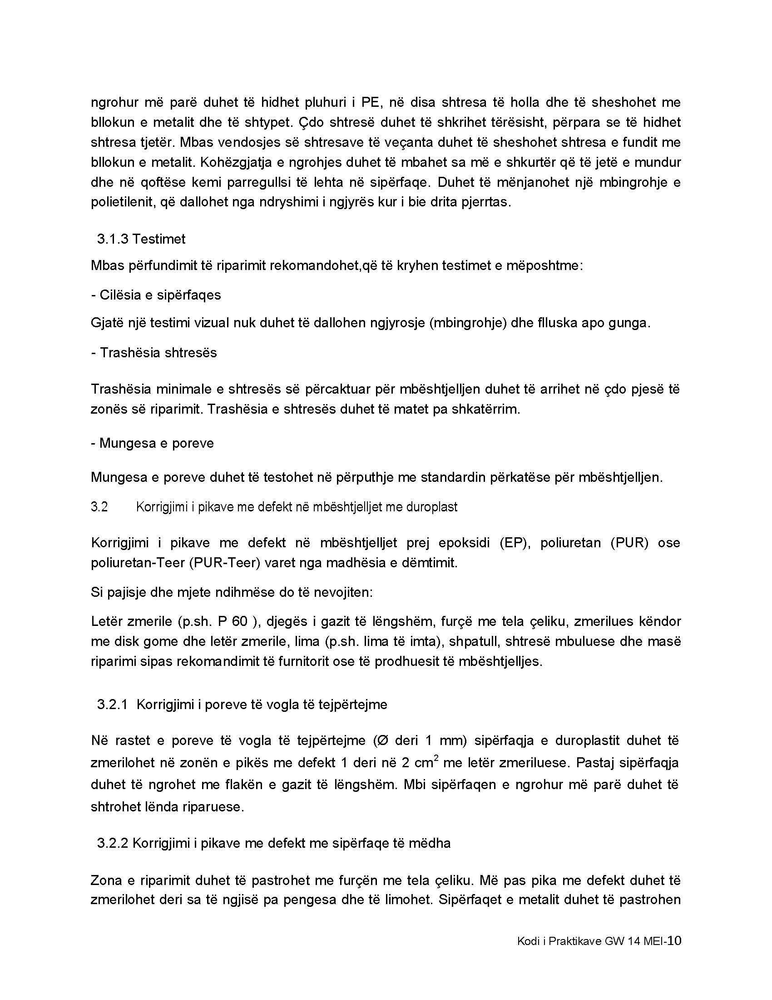 ngrohur më parë duhet të hidhet pluhuri i PE, në disa shtresa të holla dhe të sheshohet me
bllokun e metalit dhe të shtypet. Çdo shtresë duhet të shkrihet tërësisht, përpara se të hidhet
shtresa tjetër. Mbas vendosjes së shtresave të veçanta duhet të sheshohet shtresa e fundit me
bllokun e metalit. Kohëzgjatja e ngrohjes duhet të mbahet sa më e shkurtër që të jetë e mundur
dhe në qoftëse kemi parregullsi të lehta në sipërfaqe. Duhet të mënjanohet një mbingrohje e
polietilenit, që dallohet nga ndryshimi i ngjyrës kur i bie drita pjerrtas.
3.1.3 Testimet
Mbas përfundimit të riparimit rekomandohet,që të kryhen testimet e mëposhtme:
- Cilësia e sipërfaqes
Gjatë një testimi vizual nuk duhet të dallohen ngjyrosje (mbingrohje) dhe flluska apo gunga.
- Trashësia shtresës
Trashësia minimale e shtresës së përcaktuar për mbështjelljen duhet të arrihet në çdo pjesë të
zonës së riparimit. Trashësia e shtresës duhet të matet pa shkatërrim.
- Mungesa e poreve
Mungesa e poreve duhet të testohet në përputhje me standardin përkatëse për mbështjelljen.
3.2 Korrigjimi i pikave me defekt në mbështjelljet me duroplast
Korrigjimi i pikave me defekt në mbështjelljet prej epoksidi (EP), poliuretan (PUR) ose
poliuretan-Teer (PUR-Teer) varet nga madhësia e dëmtimit.
Si pajisje dhe mjete ndihmëse do të nevojiten:
Letër zmerile (p.sh. P 60 ), djegës i gazit të lëngshëm, furçë me tela çeliku, zmerilues këndor
me disk gome dhe letër zmerile, lima (p.sh. lima të imta), shpatull, shtresë mbuluese dhe masë
riparimi sipas rekomandimit të furnitorit ose të prodhuesit të mbështjelljes.
3.2.1 Korrigjimi i poreve të vogla të tejpërtejme
Në rastet e poreve të vogla të tejpërtejme (Ø deri 1 mm) sipërfaqja e duroplastit duhet të
zmerilohet në zonën e pikës me defekt 1 deri në 2 cm² me letër zmeriluese. Pastaj sipërfaqja
duhet të ngrohet me flakën e gazit të lëngshëm. Mbi sipërfaqen e ngrohur më parë duhet të
shtrohet lënda riparuese.
3.2.2 Korrigjimi i pikave me defekt me sipërfaqe të mëdha
Zona e riparimit duhet të pastrohet me furçën me tela çeliku. Më pas pika me defekt duhet të
zmerilohet deri sa të ngjisë pa pengesa dhe të limohet. Sipërfaqet e metalit duhet të pastrohen
Kodi i Praktikave GW 14 MEI-10